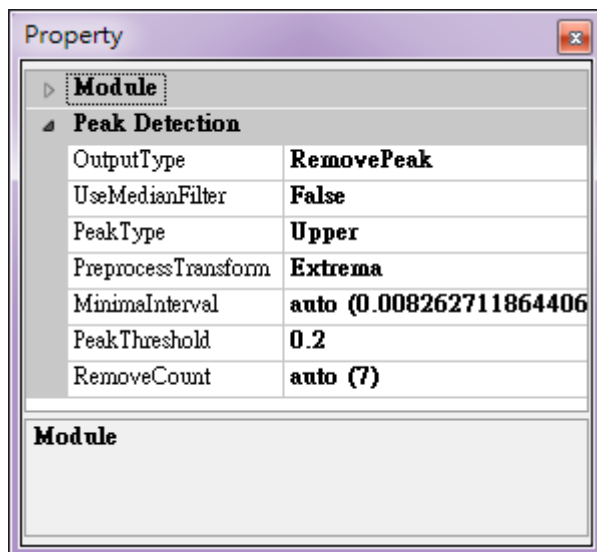 Property
Module
Peak Detection
OutputType RemovePeak
UseMedianFilter False
PeakType Upper
PreprocessTransform Extrema
MinimaInterval auto (0.008262711864406
PeakThreshold 0.2
RemoveCount auto (7)
Module